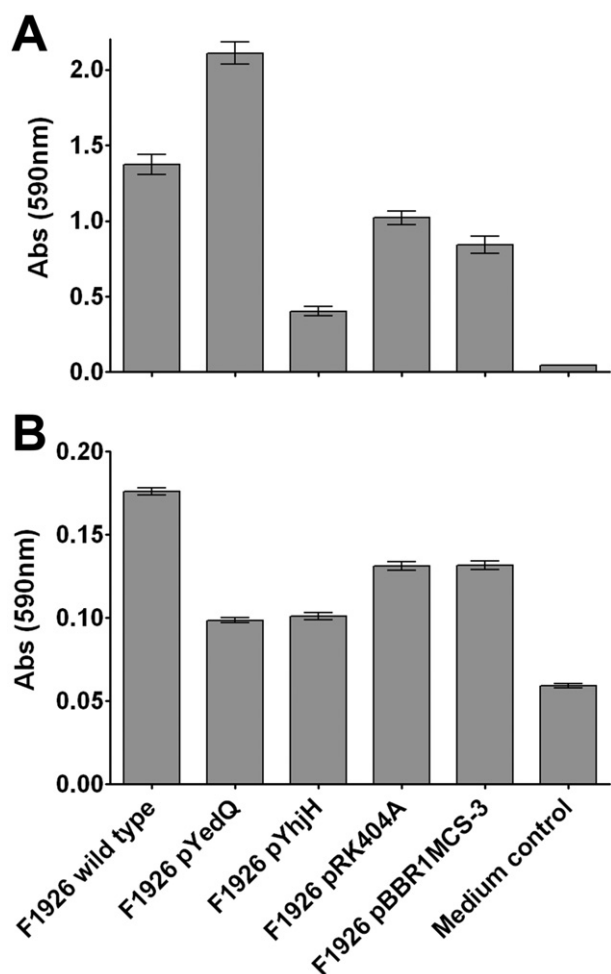 A
Abs (590nm)
2.0
1.5
1.0
0.5
0.0
B
Abs (590nm)
0.20
0.15
0.10
0.05
0.00
F1926 wild type
F1926 pYedQ
F1926 pYhjH
F1926 pRK404A
F1926 pBBR1MCS-3
Medium control